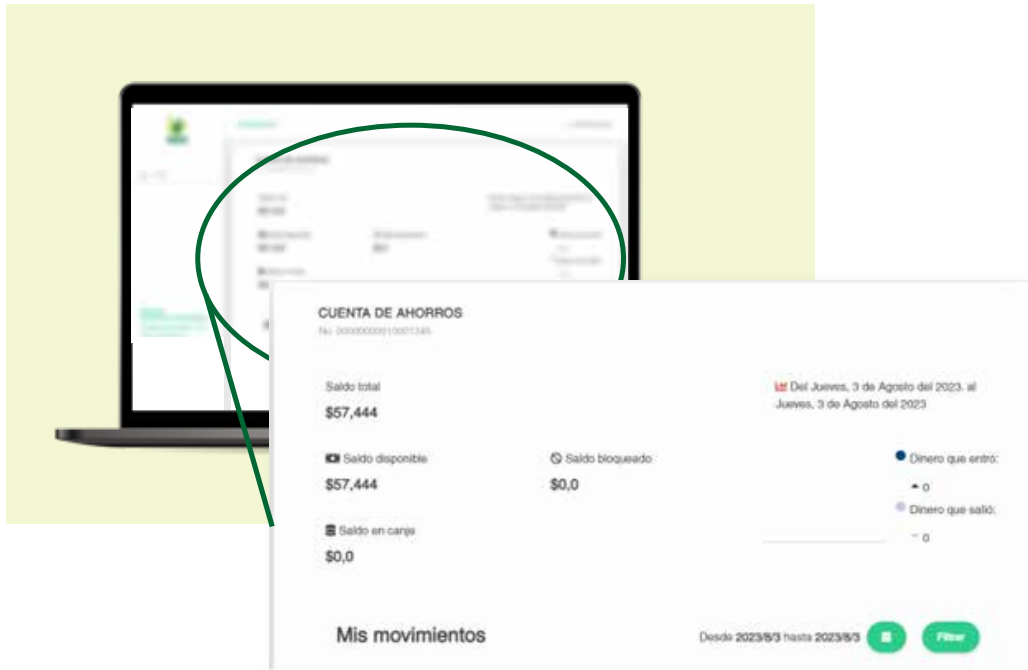 CUENTA DE AHORROS
Saldo total
$57,444
Del Jueves, 3 de Agosto del 2023. al
Jueves, 3 de Agosto del 2023
Saldo disponible
$57,444
Saldo bloqueado
$0,0
Dinero que entró:
0
Dinero que salió:
0
Saldo en canje
$0,0
Mis movimientos
Desde 2023/8/3 hasta 2023/8/3
Filtrar